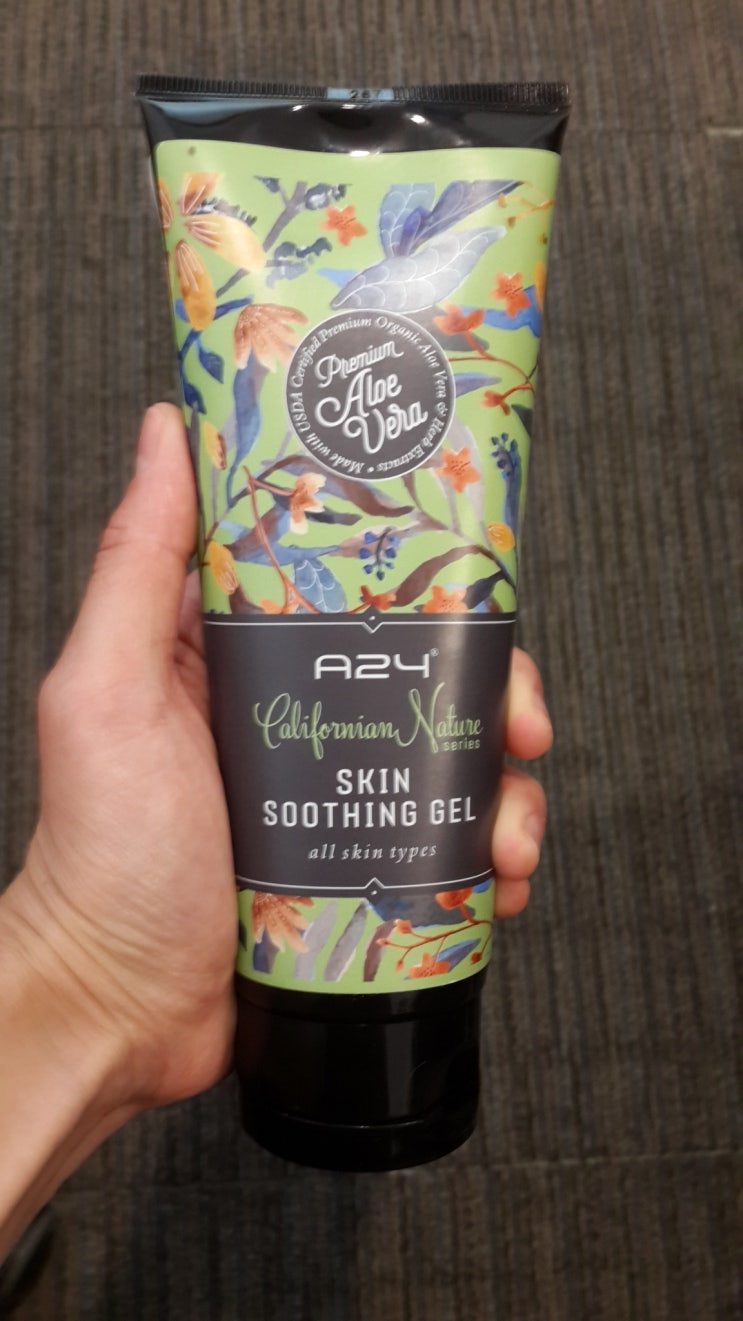 267
Made with USDA Certified Premium Organic Aloe Vera & Herb Extracts •
Premium
Aloe
Vera
A24®
Californian Nature
series
SKIN
SOOTHING GEL
all skin types